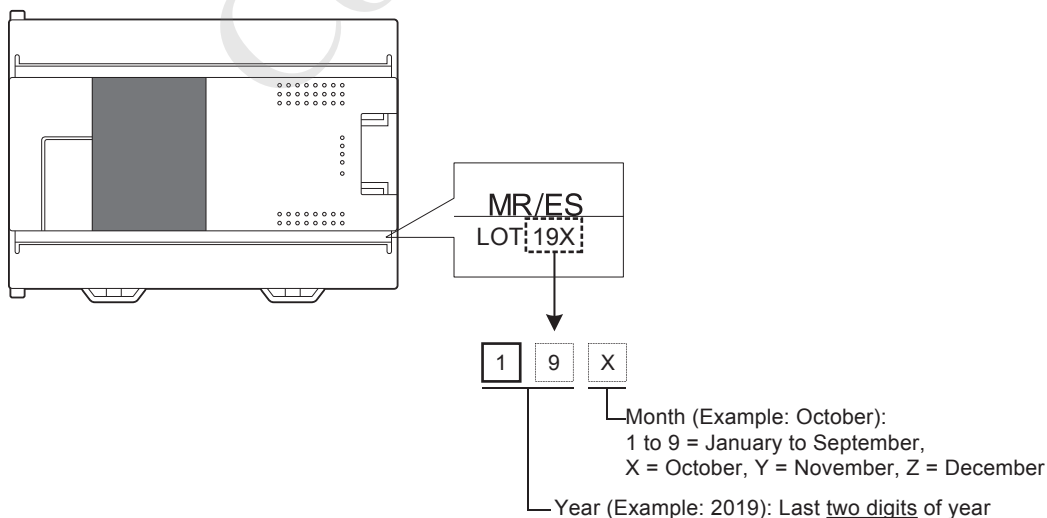 MR/ES
LOT 19X
1 9 X
Month (Example: October):
1 to 9 = January to September,
X = October, Y = November, Z = December
Year (Example: 2019): Last two digits of year